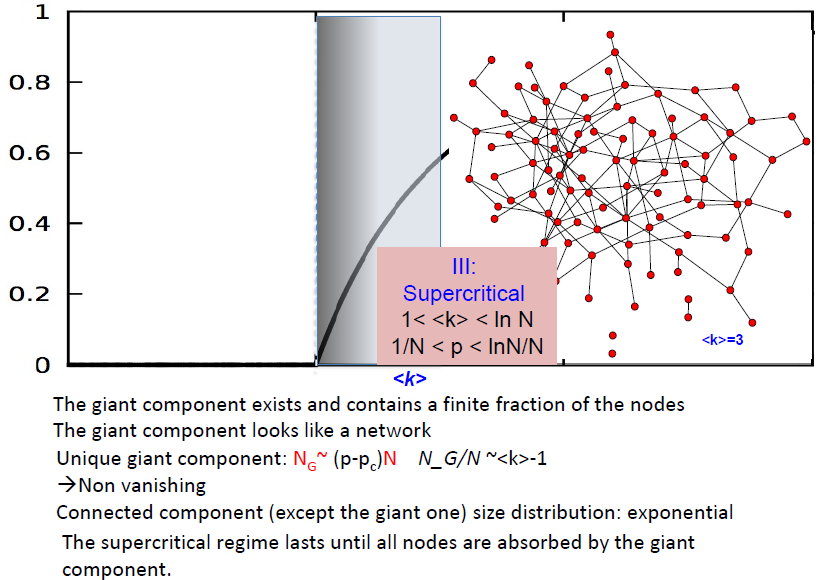 1
0.8
0.6
0.4
0.2
0
III:
Supercritical
1< <k> < ln N
1/N < p < lnN/N
<k>=3
<k>
The giant component exists and contains a finite fraction of the nodes
The giant component looks like a network
Unique giant component: N_G~ (p-p_c)N N_G/N ~<k>-1
→Non vanishing
Connected component (except the giant one) size distribution: exponential
The supercritical regime lasts until all nodes are absorbed by the giant
component.